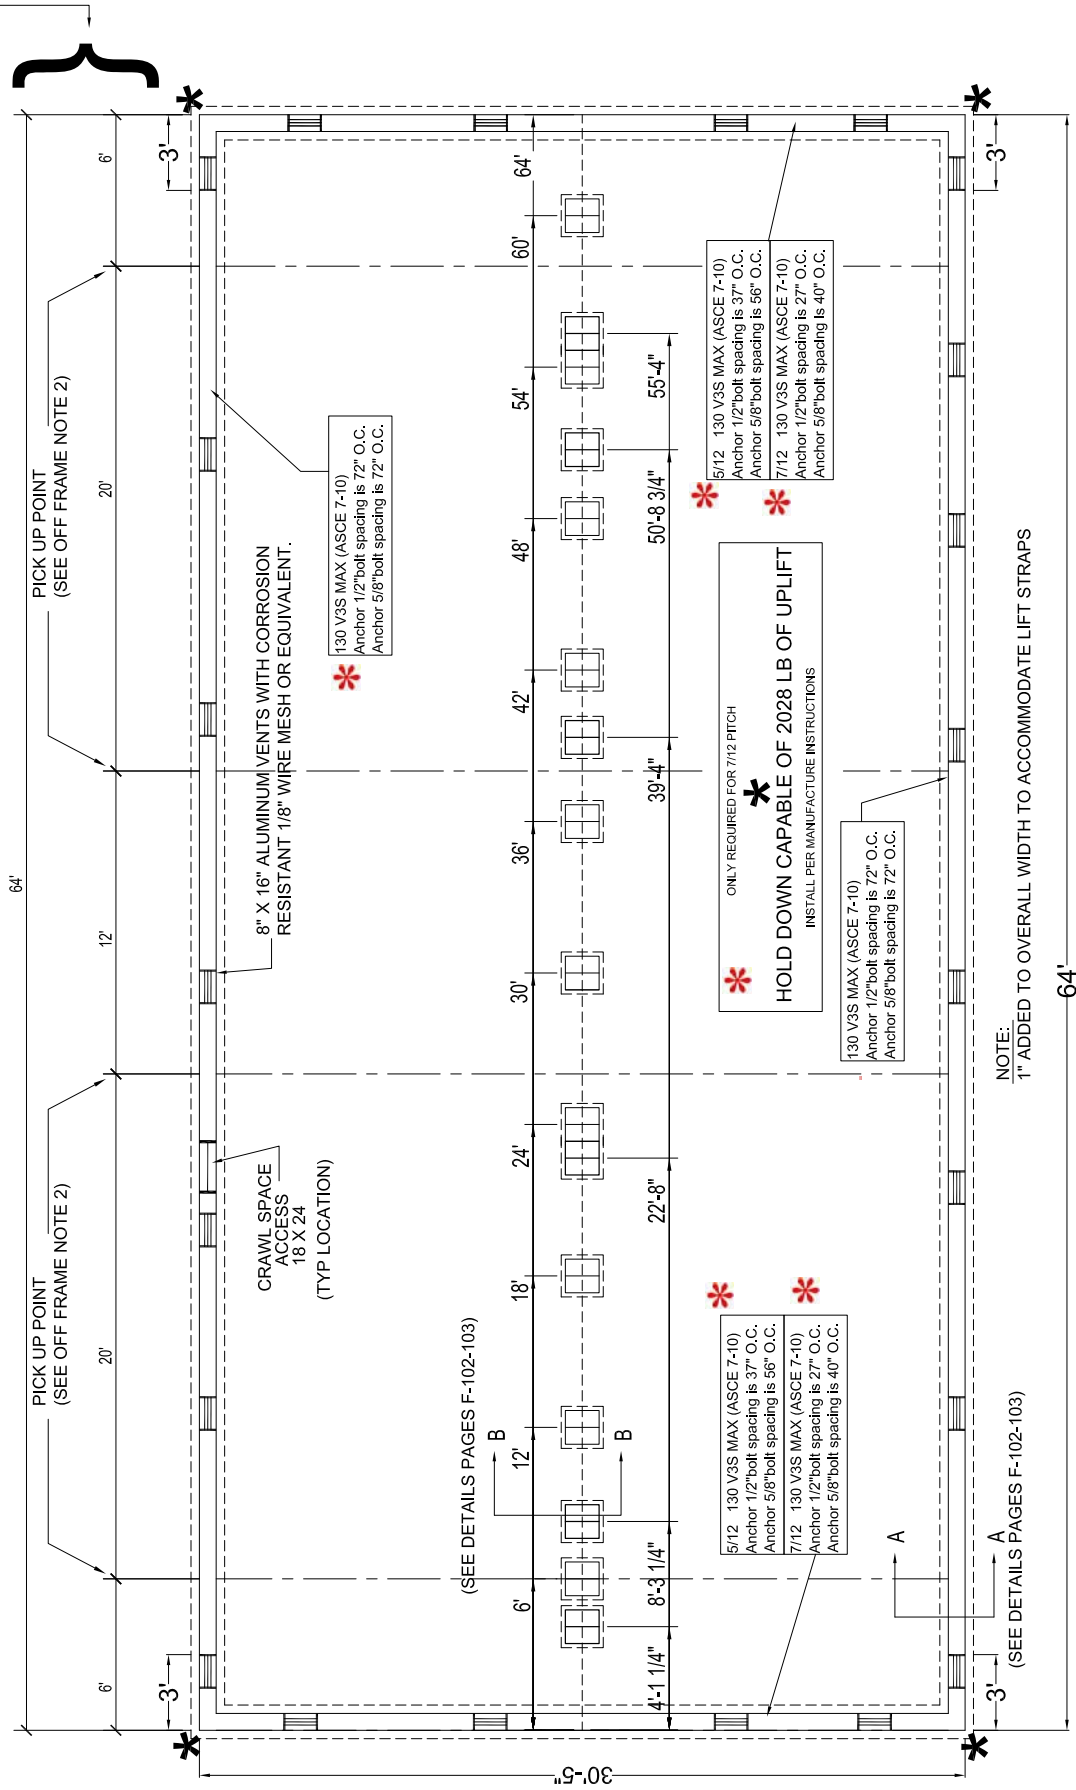 64'
6'
20'
12'
20'
6'
PICK UP POINT
(SEE OFF FRAME NOTE 2)
PICK UP POINT
(SEE OFF FRAME NOTE 2)
3'
3'
CRAWL SPACE
ACCESS
18 X 24
(TYP LOCATION)
8" X 16" ALUMINUM VENTS WITH CORROSION
RESISTANT 1/8" WIRE MESH OR EQUIVALENT.
130 V3S MAX (ASCE 7-10)
Anchor 1/2"bolt spacing is 72" O.C.
Anchor 5/8"bolt spacing is 72" O.C.
(SEE DETAILS PAGES F-102-103)
B
B
6'
12'
18'
24'
30'
36'
42'
48'
54'
60'
64'
4'-1 1/4"
8'-3 1/4"
22'-8"
39'-4"
50'-8 3/4"
55'-4"
5/12 130 V3S MAX (ASCE 7-10)
Anchor 1/2"bolt spacing is 37" O.C.
Anchor 5/8"bolt spacing is 56" O.C.
7/12 130 V3S MAX (ASCE 7-10)
Anchor 1/2"bolt spacing is 27" O.C.
Anchor 5/8"bolt spacing is 40" O.C.
ONLY REQUIRED FOR 7/12 PITCH
HOLD DOWN CAPABLE OF 2028 LB OF UPLIFT
INSTALL PER MANUFACTURE INSTRUCTIONS
5/12 130 V3S MAX (ASCE 7-10)
Anchor 1/2"bolt spacing is 37" O.C.
Anchor 5/8"bolt spacing is 56" O.C.
7/12 130 V3S MAX (ASCE 7-10)
Anchor 1/2"bolt spacing is 27" O.C.
Anchor 5/8"bolt spacing is 40" O.C.
130 V3S MAX (ASCE 7-10)
Anchor 1/2"bolt spacing is 72" O.C.
Anchor 5/8"bolt spacing is 72" O.C.
A
A
30'-5"
3'
3'
(SEE DETAILS PAGES F-102-103)
NOTE:
1" ADDED TO OVERALL WIDTH TO ACCOMMODATE LIFT STRAPS
64'